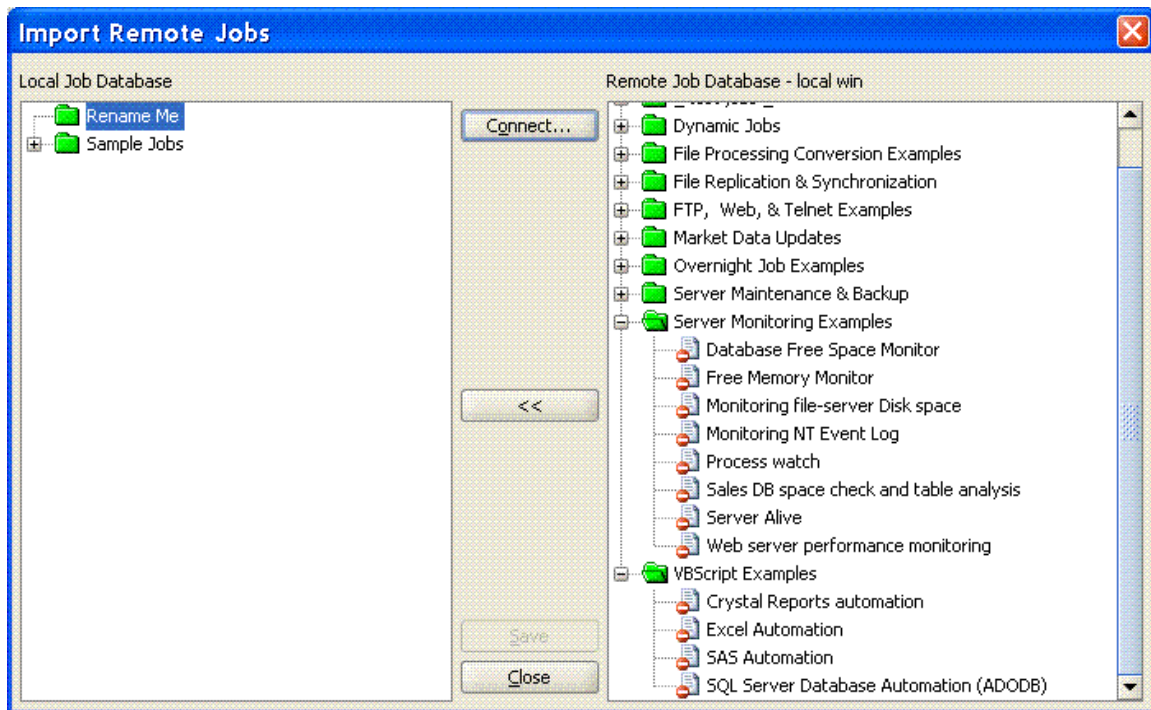 Import Remote Jobs
Local Job Database
Rename Me
Sample Jobs
Connect...
<<
Save
Close
Remote Job Database - local win
Dynamic Jobs
File Processing Conversion Examples
File Replication & Synchronization
FTP, Web, & Telnet Examples
Market Data Updates
Overnight Job Examples
Server Maintenance & Backup
Server Monitoring Examples
Database Free Space Monitor
Free Memory Monitor
Monitoring file-server Disk space
Monitoring NT Event Log
Process watch
Sales DB space check and table analysis
Server Alive
Web server performance monitoring
VBScript Examples
Crystal Reports automation
Excel Automation
SAS Automation
SQL Server Database Automation (ADODB)